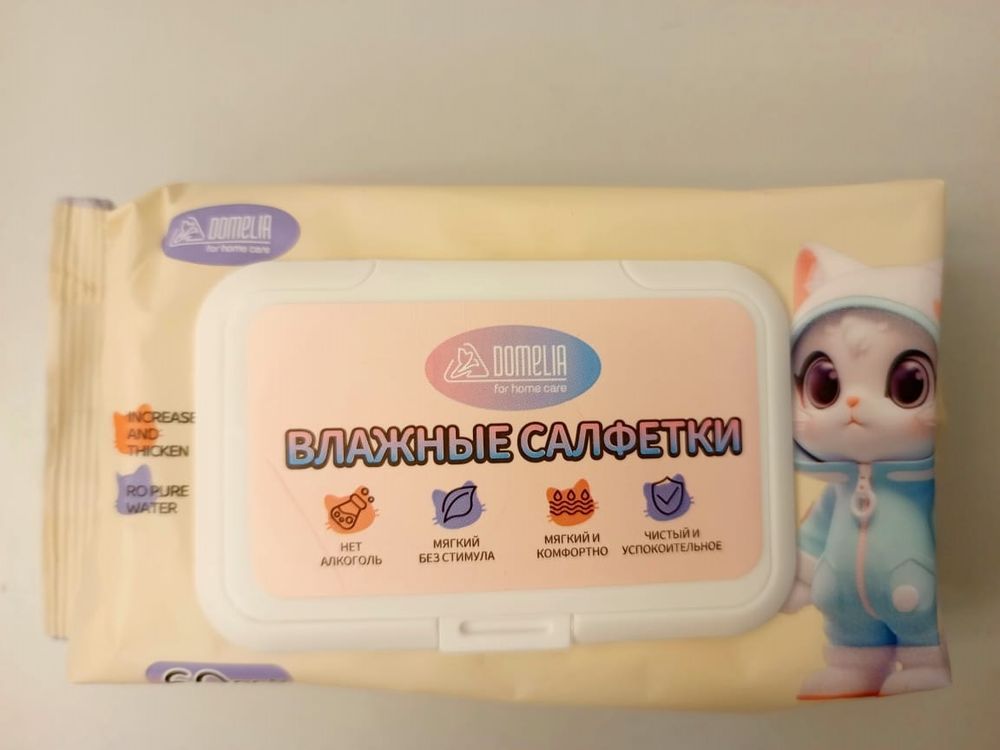 DOMELIA
for home care
INCREASE
AND
THICKEN
RO PURE
WATER
DOMELIA
for home care
ВЛАЖНЫЕ САЛФЕТКИ
НЕТ
АЛКОГОЛЬ
МЯГКИЙ
БЕЗ СТИМУЛА
МЯГКИЙ И
КОМФОРТНО
ЧИСТЫЙ И
УСПОКОИТЕЛЬНОЕ